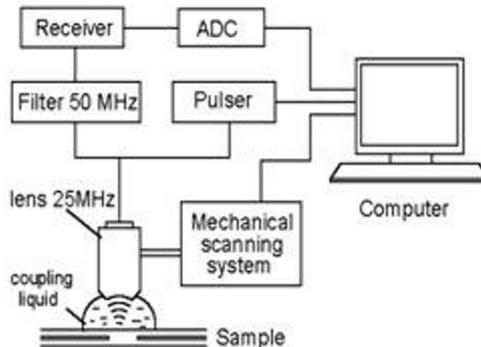 Receiver
ADC
Filter 50 MHz
Pulser
lens 25MHz
Mechanical
scanning
system
Computer
coupling
liquid
Sample